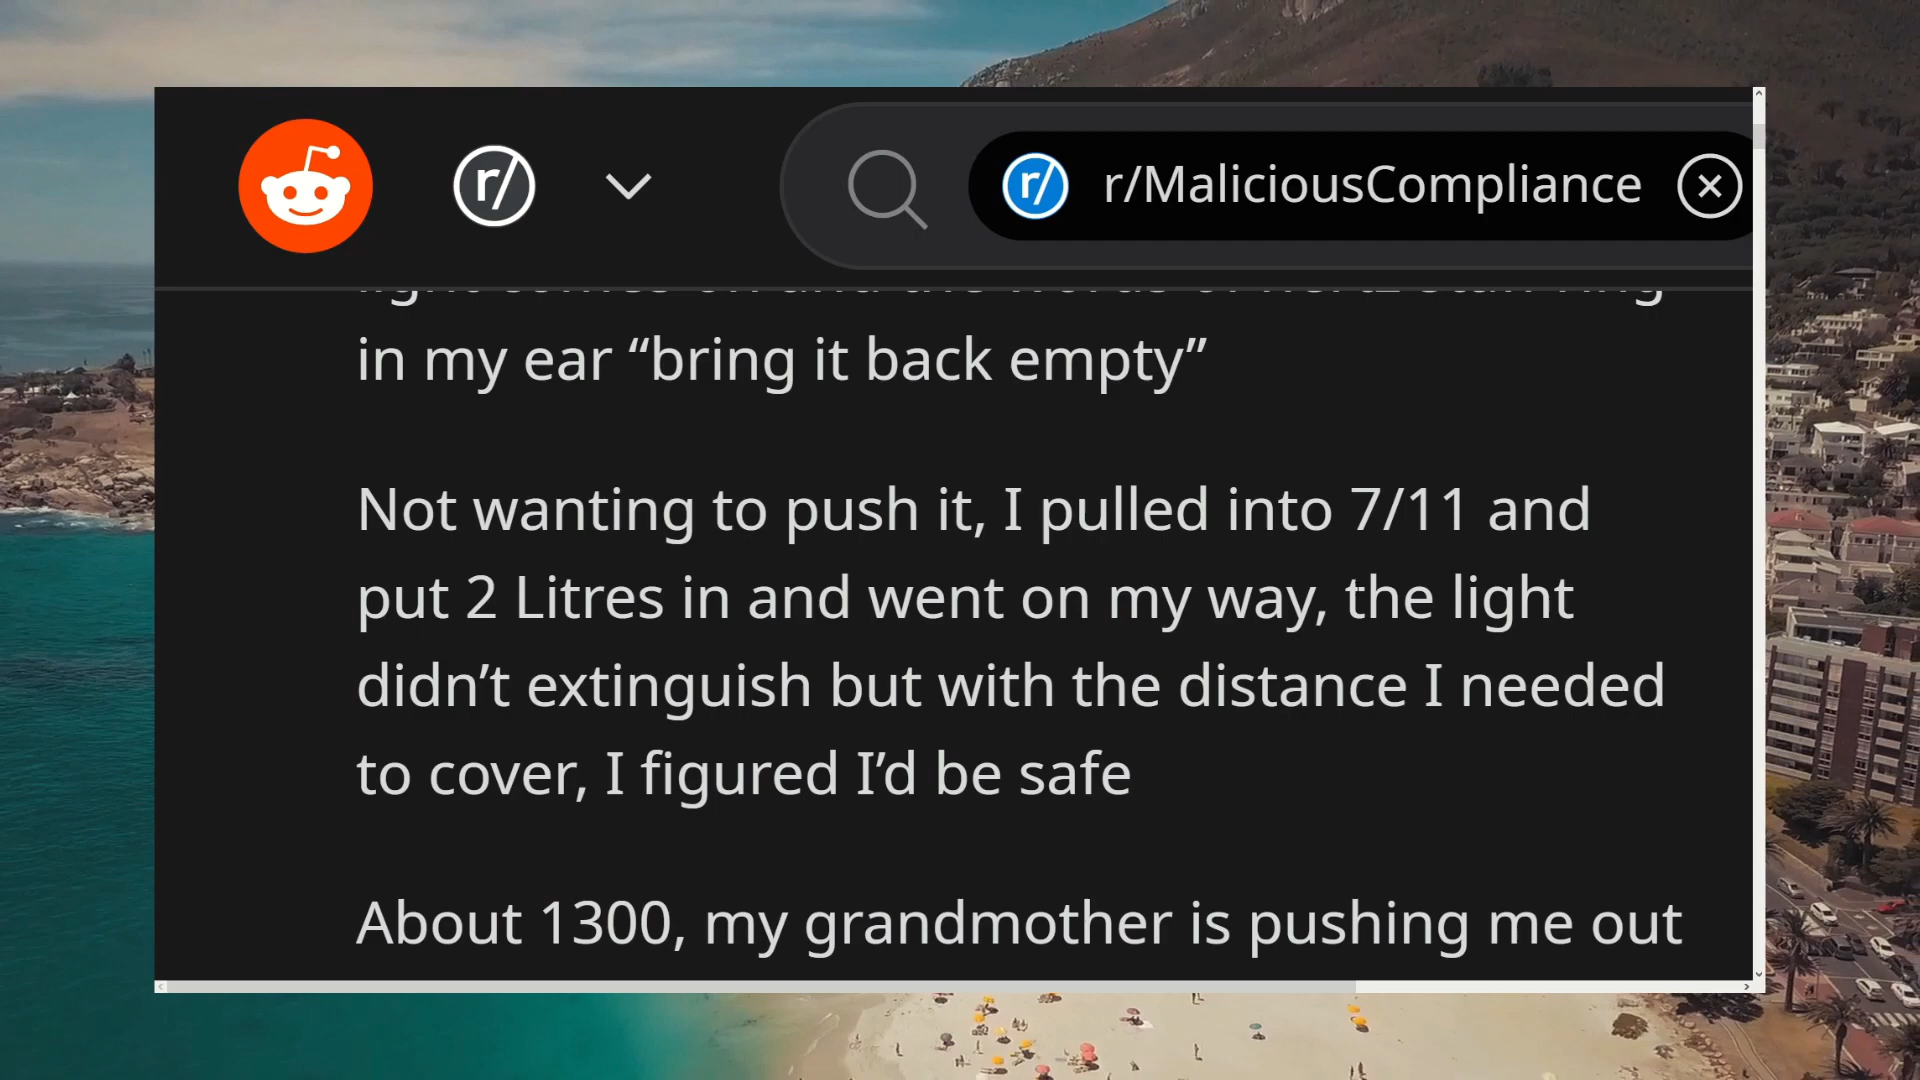 r/
r/ r/MaliciousCompliance
in my ear “bring it back empty”
Not wanting to push it, I pulled into 7/11 and
put 2 Litres in and went on my way, the light
didn’t extinguish but with the distance I needed
to cover, I figured I’d be safe
About 1300, my grandmother is pushing me out